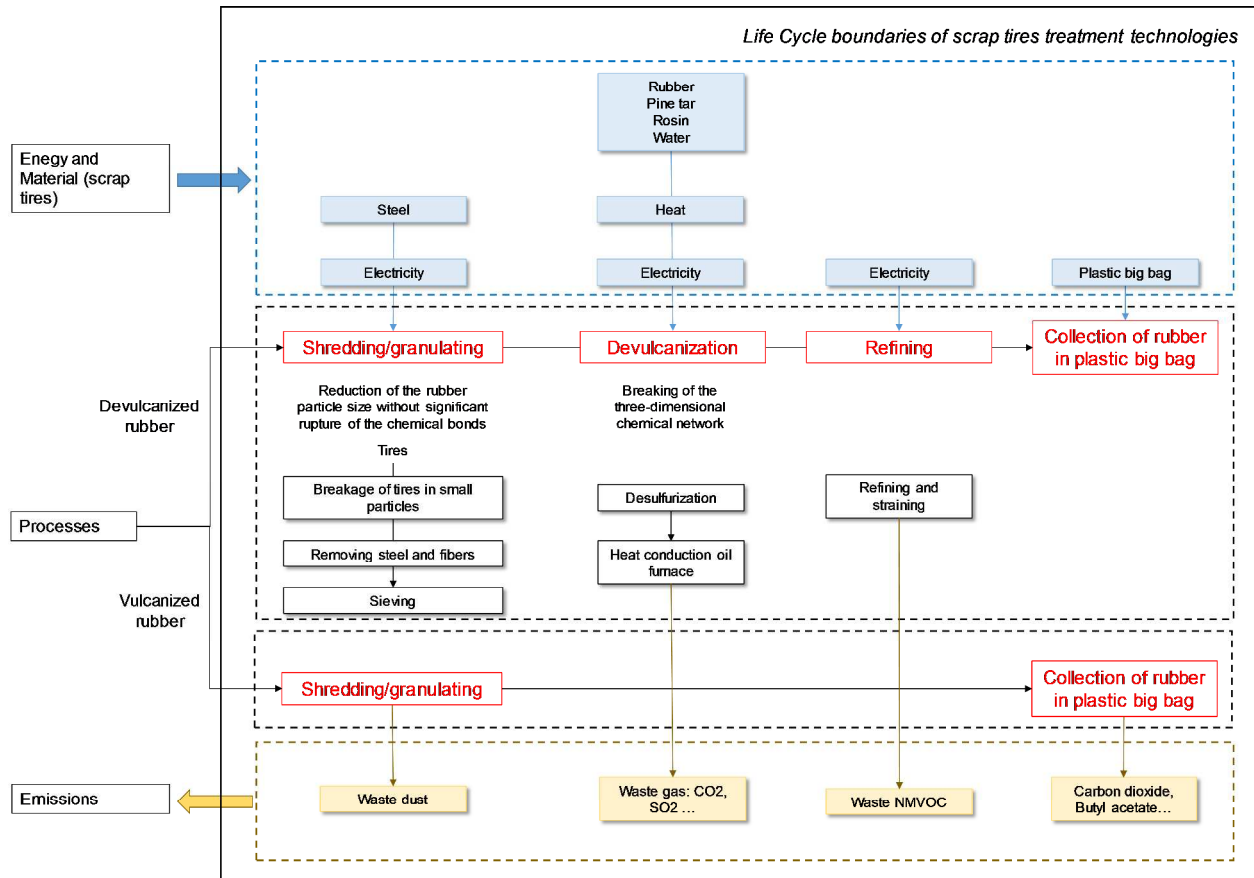 Life Cycle boundaries of scrap tires treatment technologies
Rubber
Pine tar
Rosin
Water
Enegy and
Material (scrap
tires)
Steel
Heat
Electricity
Electricity
Electricity
Plastic big bag
Shredding/granulating
Devulcanization
Refining
Collection of rubber
in plastic big bag
Reduction of the rubber
particle size without significant
rupture of the chemical bonds
Breaking of the
three-dimensional
chemical network
Devulcanized
rubber
Tires
Breakage of tires in small
particles
Desulfurization
Refining and
straining
Processes
Removing steel and fibers
Heat conduction oil
furnace
Sieving
Vulcanized
rubber
Shredding/granulating
Collection of rubber
in plastic big bag
Emissions
Waste dust
Waste gas: CO2,
SO2 ...
Waste NMVOC
Carbon dioxide,
Butyl acetate...